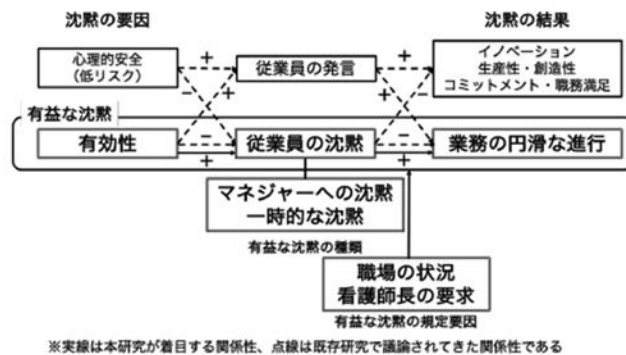 沈黙の要因
沈黙の結果
心理的安全
(低リスク)
+
従業員の発言
+
イノベーション
生産性・創造性
コミットメント・職務満足
−
+
+
−
有益な沈黙
有効性
−
+
従業員の沈黙
−
+
業務の円滑な進行
マネジャーへの沈黙
一時的な沈黙
有益な沈黙の種類
職場の状況
看護師長の要求
有益な沈黙の規定要因
※実線は本研究が着目する関係性、点線は既存研究で議論されてきた関係性である